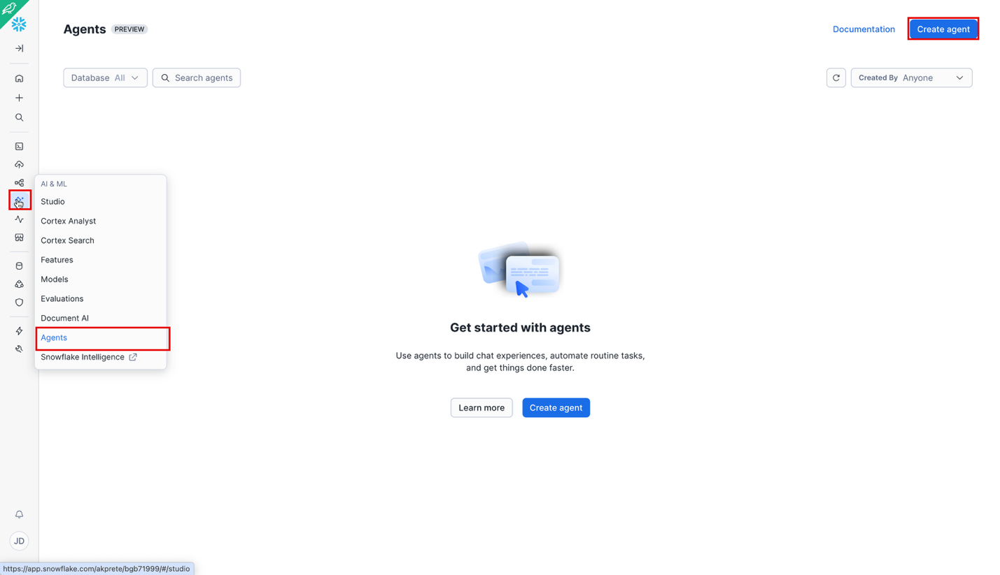 Agents PREVIEW
Documentation
Create agent
Database All
Search agents
Created By Anyone
AI & ML
Studio
Cortex Analyst
Cortex Search
Features
Models
Evaluations
Document AI
Agents
Snowflake Intelligence
Get started with agents
Use agents to build chat experiences, automate routine tasks,
and get things done faster.
Learn more
Create agent
JD
https://app.snowflake.com/akprete/bgb71999/#/studio